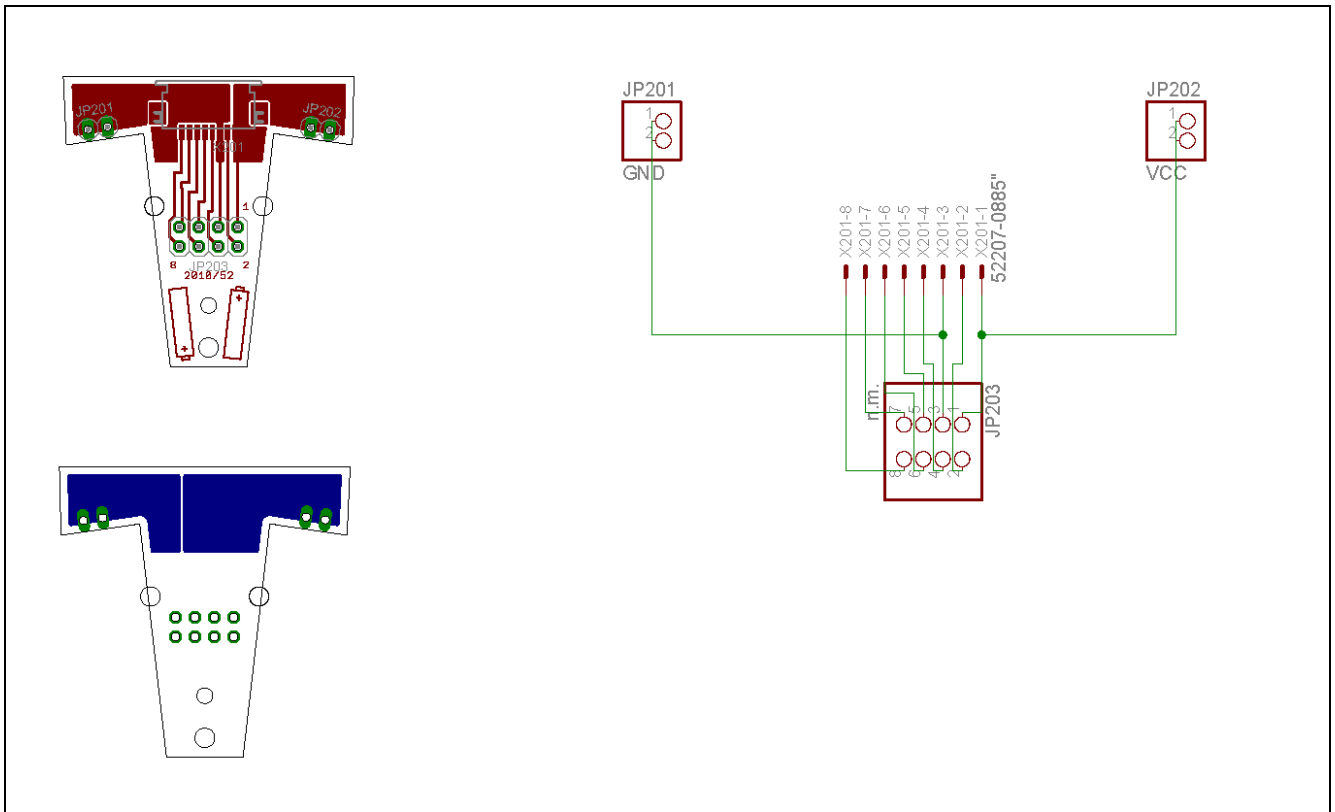 JP201
JP202
X201
1
8
JP203
2
2010/52
+
+
JP201
1
2
GND
JP202
1
2
VCC
X201-8
X201-7
X201-6
X201-5
X201-4
X201-3
X201-2
X201-1
52207-0885"
n.m.
7
5
3
1
8
6
4
2
JP203